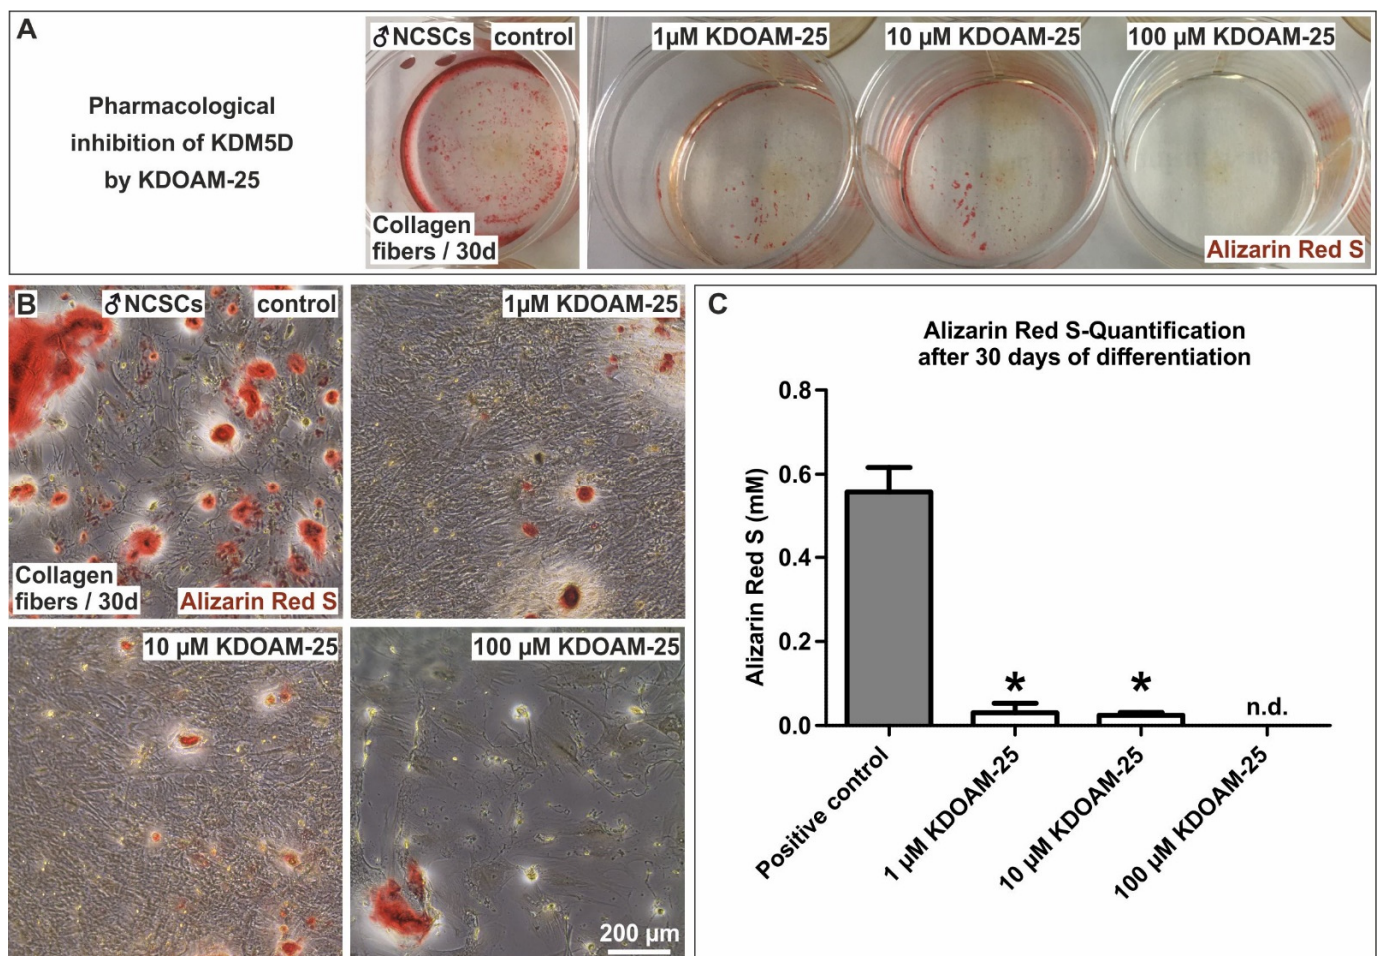 A
Pharmacological
inhibition of KDM5D
by KDOAM-25
♂NCSCs control
Collagen
fibers / 30d
1µM KDOAM-25
10 µM KDOAM-25
100 µM KDOAM-25
Alizarin Red S
B
♂NCSCs control
Collagen
fibers / 30d
Alizarin Red S
1µM KDOAM-25
10 µM KDOAM-25
100 µM KDOAM-25
200 µm
C
Alizarin Red S-Quantification
after 30 days of differentiation
Alizarin Red S (mM)
0.8
0.6
0.4
0.2
0.0
*
*
n.d.
Positive control
1 µM KDOAM-25
10 µM KDOAM-25
100 µM KDOAM-25